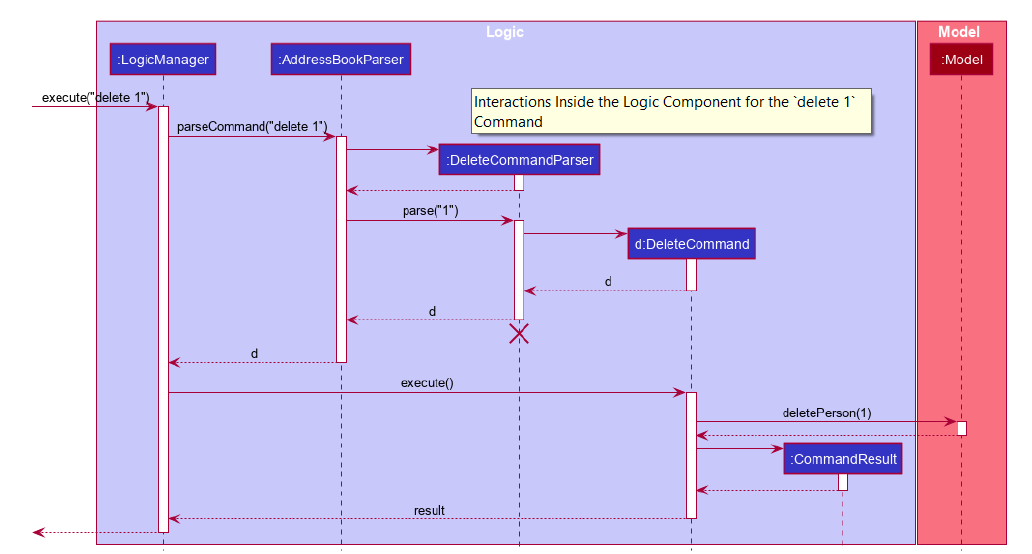 Logic
Model
:LogicManager
:AddressBookParser
:Model
execute("delete 1")
Interactions Inside the Logic Component for the `delete 1`
Command
parseCommand("delete 1")
:DeleteCommandParser
parse("1")
d:DeleteCommand
d
d
d
execute()
deletePerson(1)
:CommandResult
result